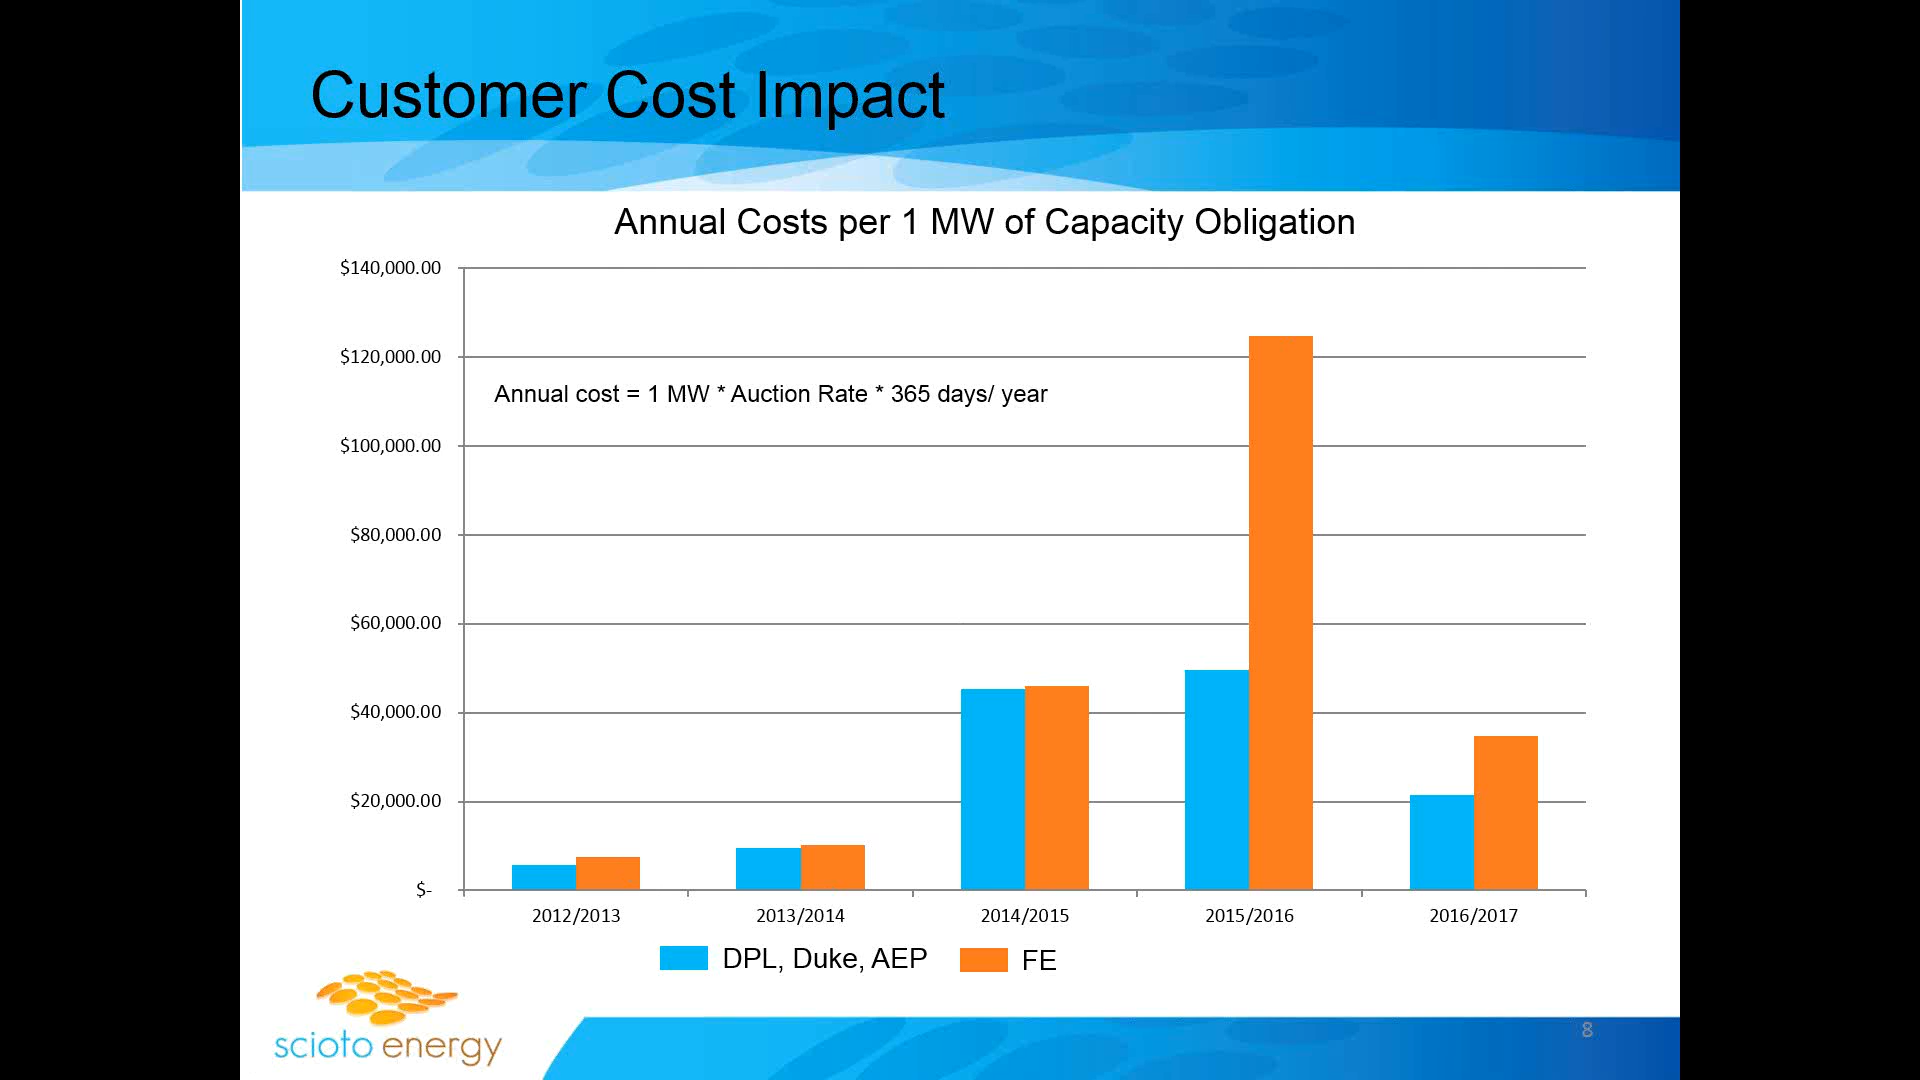 Customer Cost Impact
Annual Costs per 1 MW of Capacity Obligation
$140,000.00
$120,000.00
Annual cost = 1 MW * Auction Rate * 365 days/ year
$100,000.00
$80,000.00
$60,000.00
$40,000.00
$20,000.00
$-
2012/2013 2013/2014 2014/2015 2015/2016 2016/2017
DPL, Duke, AEP FE
scioto energy
8